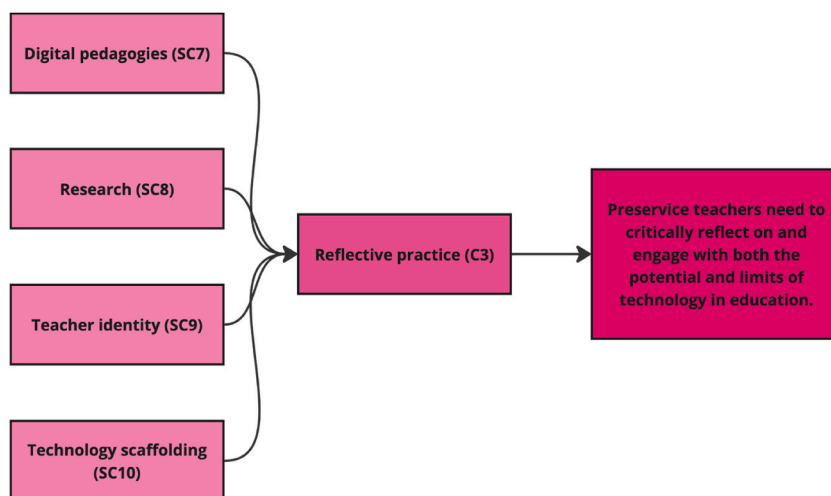 Digital pedagogies (SC7)
Research (SC8)
Teacher identity (SC9)
Technology scaffolding
(SC10)
Reflective practice (C3)
Preservice teachers need to
critically reflect on and
engage with both the
potential and limits of
technology in education.